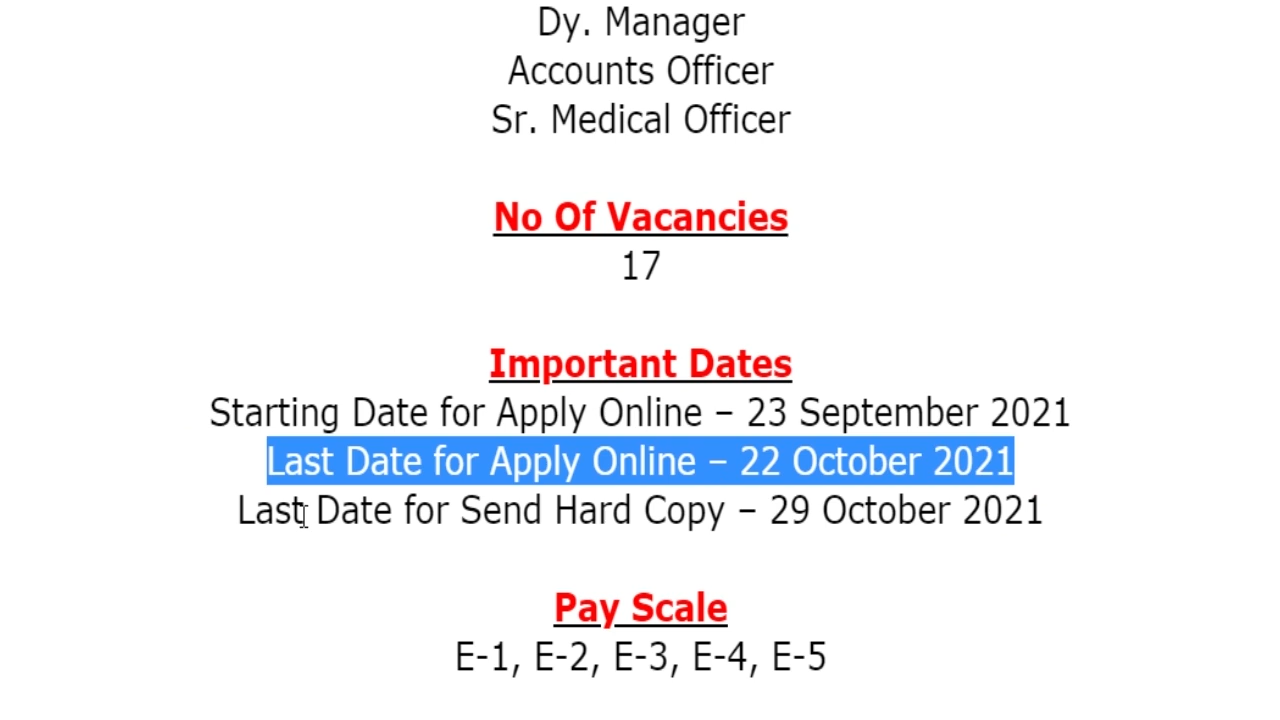 Dy. Manager
Accounts Officer
Sr. Medical Officer
No Of Vacancies
17
Important Dates
Starting Date for Apply Online – 23 September 2021
Last Date for Apply Online – 22 October 2021
Last Date for Send Hard Copy – 29 October 2021
Pay Scale
E-1, E-2, E-3, E-4, E-5